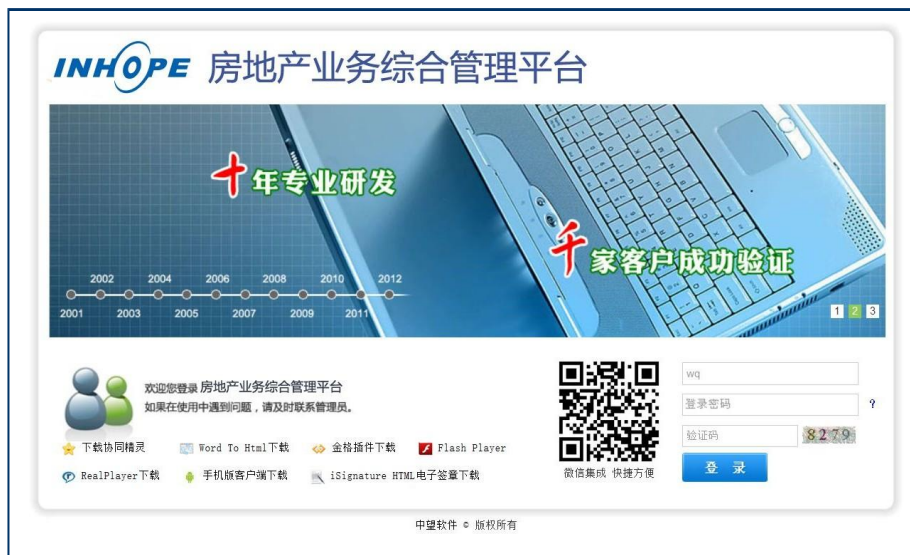 INHOPE 房地产业务综合管理平台
十年专业研发
千家客户成功验证
2002 2004 2006 2008 2010 2012
2001 2003 2005 2007 2009 2011
1 2 3
欢迎您登录 房地产业务综合管理平台
如果在使用中遇到问题，请及时联系管理员。
下载协同精灵 Word To Html下载 金格插件下载 Flash Player
RealPlayer下载 手机版客户端下载 iSignature HTML电子签章下载
微信集成 快捷方便
wq
登录密码 ?
验证码 8279
登 录
中望软件 © 版权所有